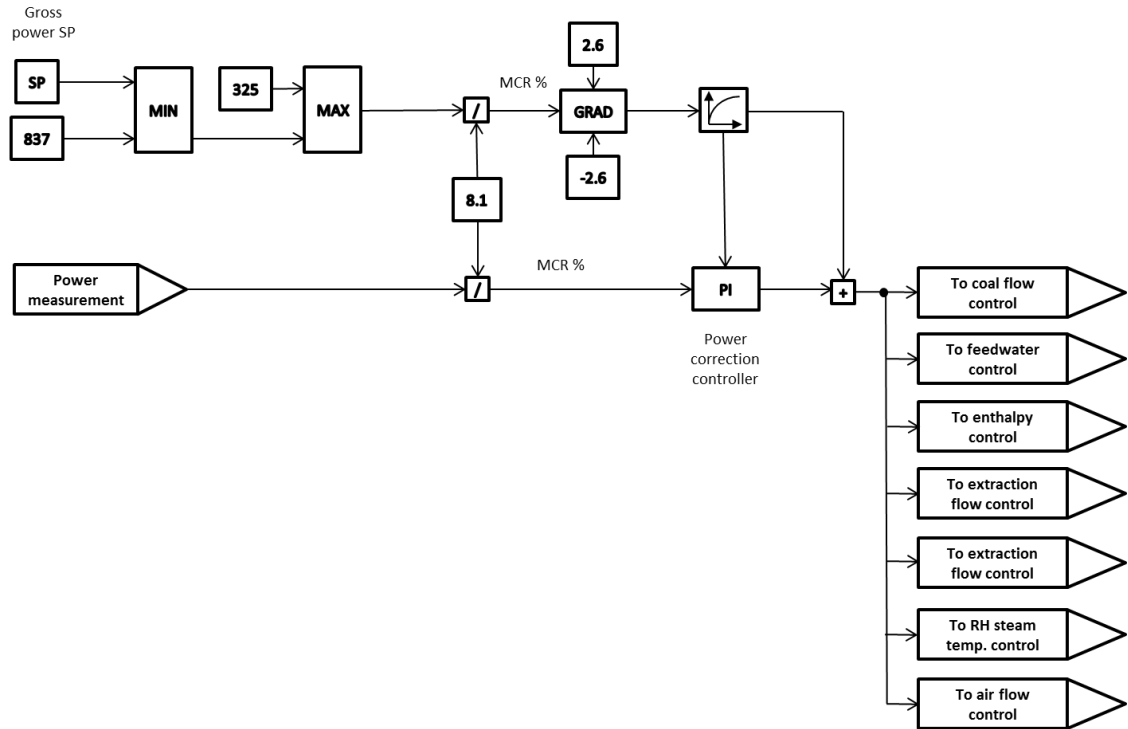 Gross
power SP
SP
837
MIN
325
MAX
/
MCR %
2.6
GRAD
-2.6
8.1
Power
measurement
/
MCR %
PI
Power
correction
controller
+
To coal flow
control
To feedwater
control
To enthalpy
control
To extraction
flow control
To extraction
flow control
To RH steam
temp. control
To air flow
control